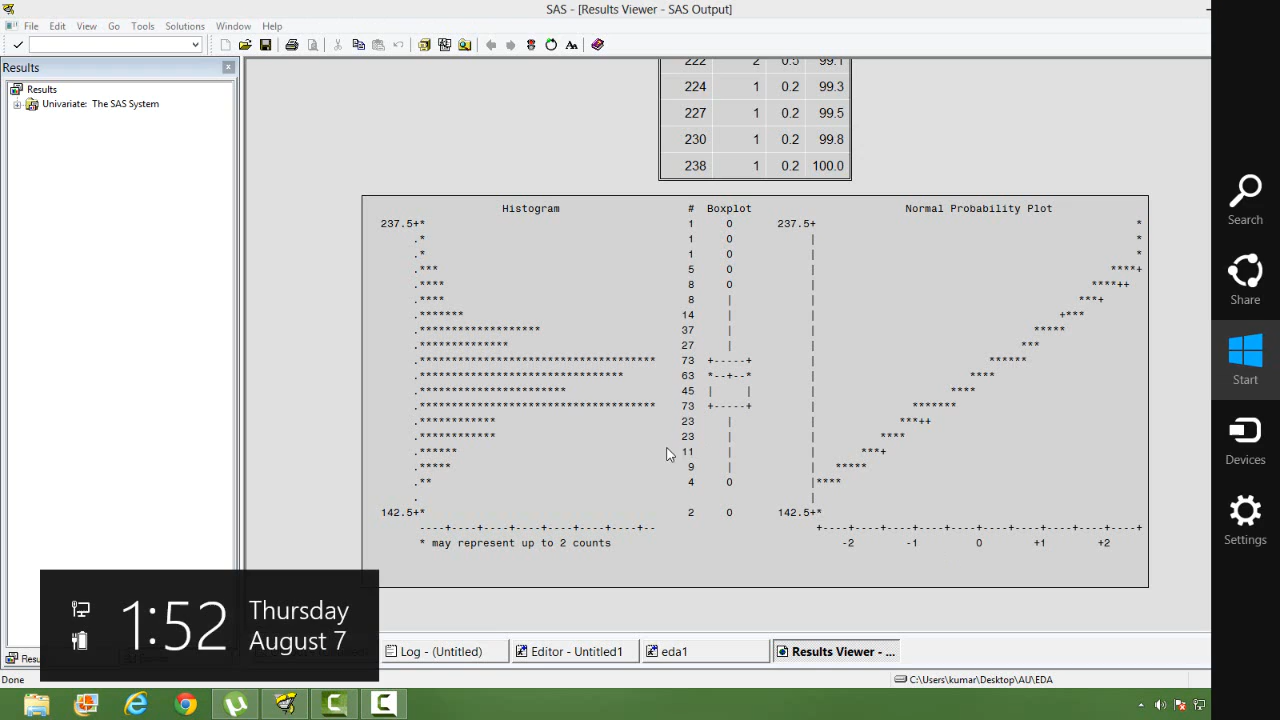 SAS - [Results Viewer - SAS Output]
File Edit View Go Tools Solutions Window Help
Results
Results
Univariate: The SAS System
222 2 0.5 99.1
224 1 0.2 99.3
227 1 0.2 99.5
230 1 0.2 99.8
238 1 0.2 100.0
Histogram # Boxplot Normal Probability Plot
237.5+* 1 0 237.5+ *
.* 1 0 | *
.* 1 0 | *
.*** 5 0 | ****+
.**** 8 0 | ****++
.**** 8 | | ***+
.******* 14 | | +***
.******************* 37 | | *****
.************** 27 | | ***
.************************************* 73 +-----+ | ******
.******************************** 63 *--+--* | ****
.*********************** 45 | | | ****
.************************************* 73 +-----+ | *******
.************ 23 | | ***++
.************ 23 | | ****
.****** 11 | | ***+
.***** 9 | | *****
.** 4 0 |****
. |
142.5+* 2 0 142.5+*
----+----+----+----+----+----+----+-- +----+----+----+----+----+----+----+----+----+----+
* may represent up to 2 counts -2 -1 0 +1 +2
Search
Share
Start
Devices
Settings
1:52 Thursday
August 7
Log - (Untitled) Editor - Untitled1 eda1 Results Viewer - ...
Done C:\Users\kumar\Desktop\AU\EDA